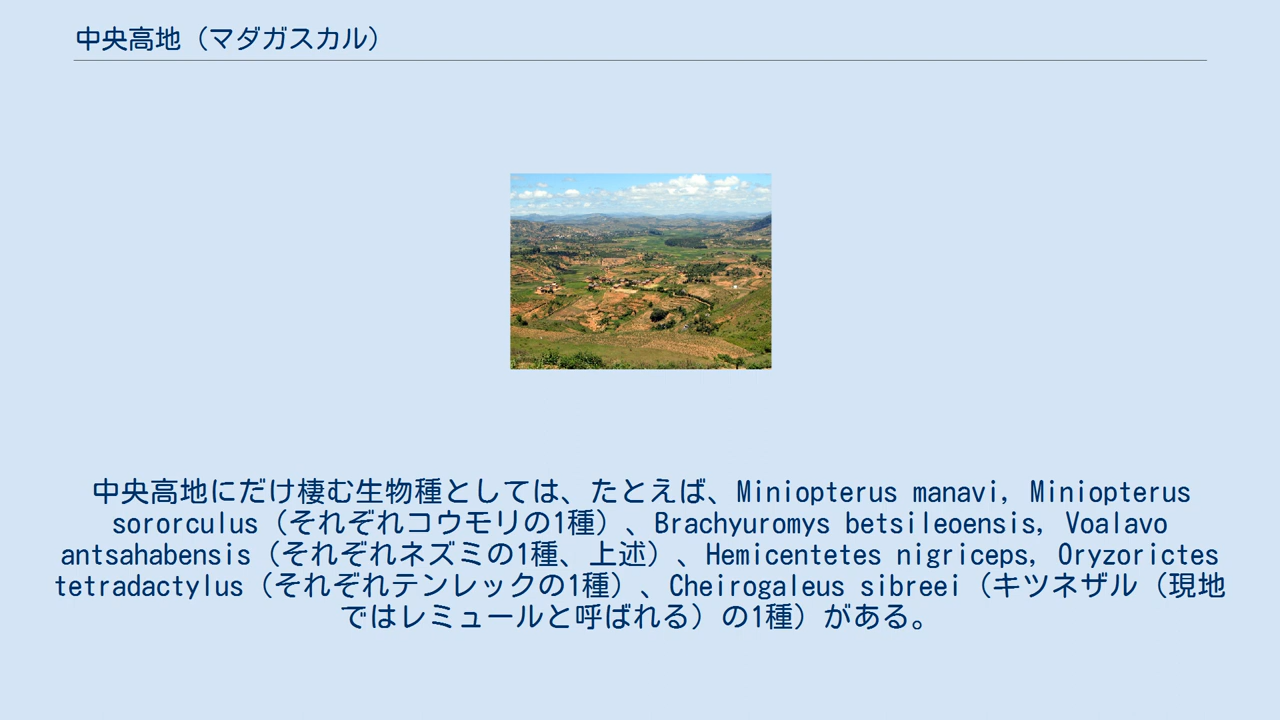 中央高地（マダガスカル）
中央高地にだけ棲む生物種としては、たとえば、Miniopterus manavi, Miniopterus
sororculus（それぞれコウモリの1種）、Brachyuromys betsileoensis, Voalavo
antsahabensis（それぞれネズミの1種、上述）、Hemicentetes nigriceps, Oryzorictes
tetradactylus（それぞれテンレックの1種）、Cheirogaleus sibreei（キツネザル（現地
ではレミュールと呼ばれる）の1種）がある。